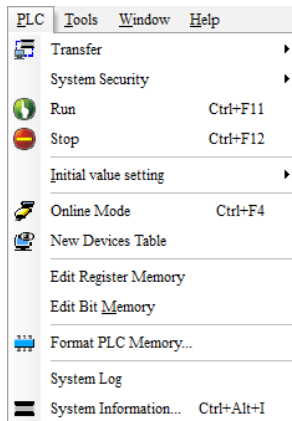 PLC Tools Window Help
Transfer
System Security
Run Ctrl+F11
Stop Ctrl+F12
Initial value setting
Online Mode Ctrl+F4
New Devices Table
Edit Register Memory
Edit Bit Memory
Format PLC Memory...
System Log
System Information... Ctrl+Alt+I